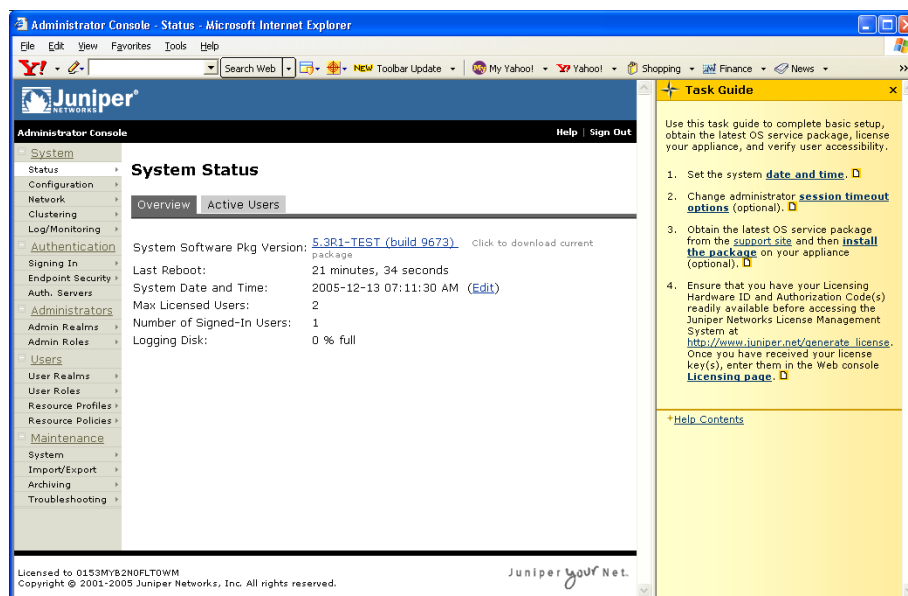 Administrator Console - Status - Microsoft Internet Explorer
File Edit View Favorites Tools Help
Y! Search Web NEW Toolbar Update My Yahoo! Y? Yahoo! Shopping Finance News »
Juniper®
NETWORKS
Administrator Console
Help | Sign Out
System
Status
Configuration
Network
Clustering
Log/Monitoring
Authentication
Signing In
Endpoint Security
Auth. Servers
Administrators
Admin Realms
Admin Roles
Users
User Realms
User Roles
Resource Profiles
Resource Policies
Maintenance
System
Import/Export
Archiving
Troubleshooting
System Status
Overview Active Users
System Software Pkg Version: 5.3R1-TEST (build 9673) Click to download current
package
Last Reboot: 21 minutes, 34 seconds
System Date and Time: 2005-12-13 07:11:30 AM (Edit)
Max Licensed Users: 2
Number of Signed-In Users: 1
Logging Disk: 0 % full
Licensed to 0153MYB2N0FLT0WM
Copyright © 2001-2005 Juniper Networks, Inc. All rights reserved.
Juniper your Net.
Task Guide x
Use this task guide to complete basic setup,
obtain the latest OS service package, license
your appliance, and verify user accessibility.
1. Set the system date and time.
2. Change administrator session timeout
options (optional).
3. Obtain the latest OS service package
from the support site and then install
the package on your appliance
(optional).
4. Ensure that you have your Licensing
Hardware ID and Authorization Code(s)
readily available before accessing the
Juniper Networks License Management
System at
http://www.juniper.net/generate_license.
Once you have received your license
key(s), enter them in the Web console
Licensing page.
+Help Contents